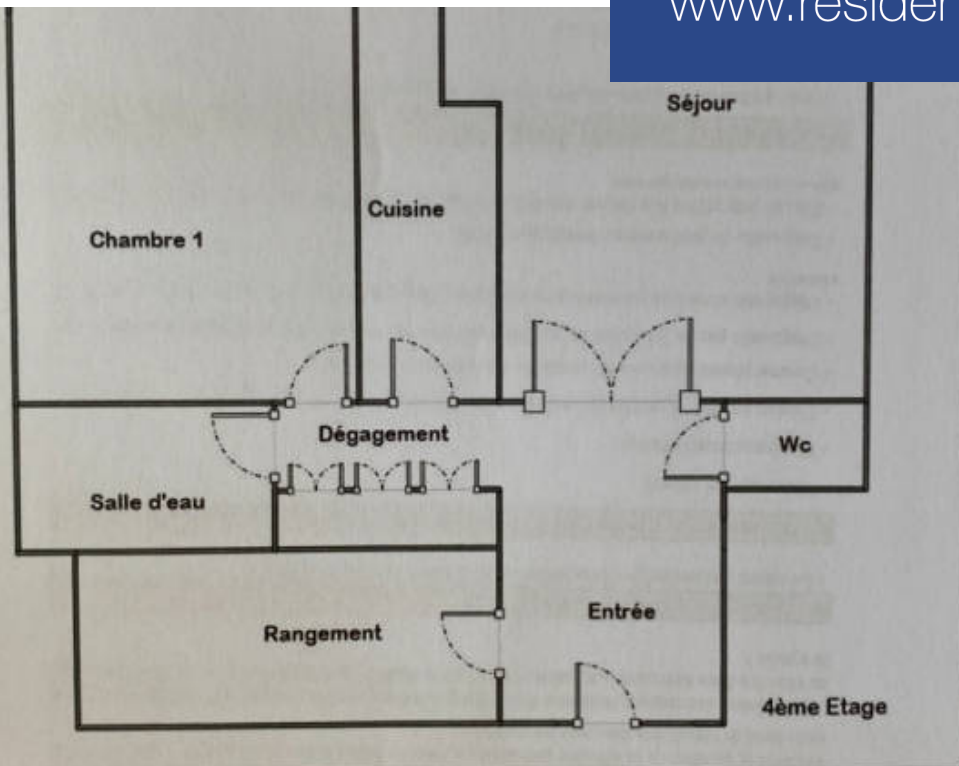 www.resider
Séjour
Cuisine
Chambre 1
Dégagement
Wc
Salle d'eau
Entrée
Rangement
4ème Etage